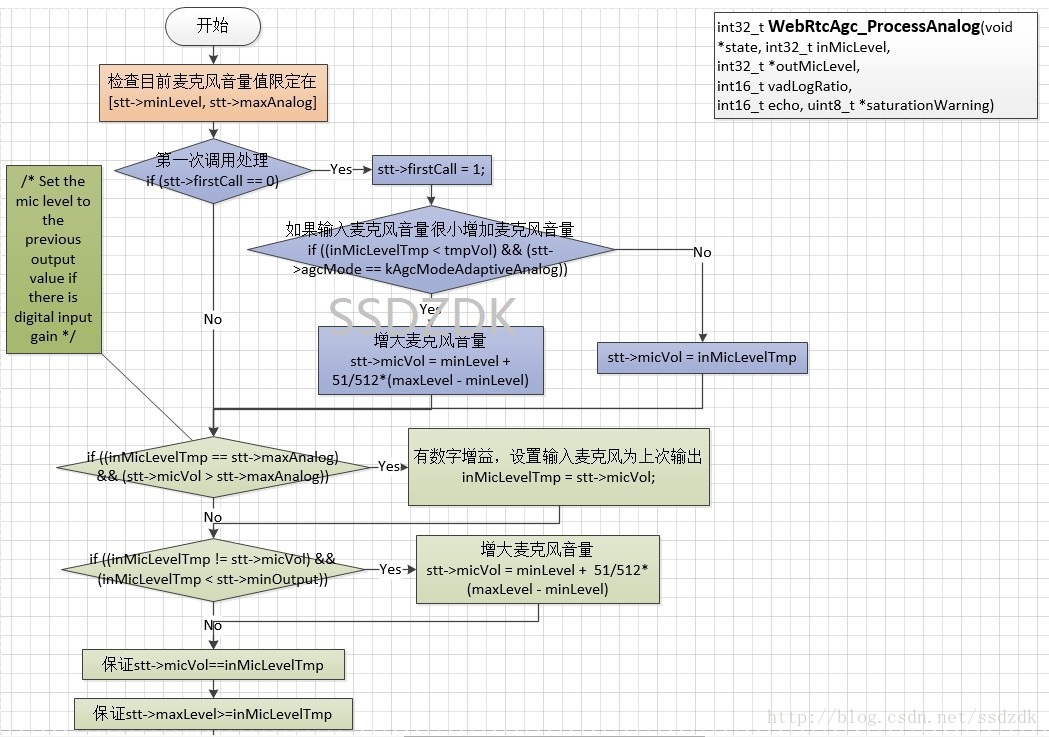 开始
int32_t WebRtcAgc_ProcessAnalog(void
*state, int32_t inMicLevel,
int32_t *outMicLevel,
int16_t vadLogRatio,
int16_t echo, uint8_t *saturationWarning)
检查目前麦克风音量值限定在
[stt->minLevel, stt->maxAnalog]
第一次调用处理
if (stt->firstCall == 0)
Yes
stt->firstCall = 1;
/* Set the
mic level to
the
previous
output
value if
there is
digital input
gain */
如果输入麦克风音量很小增加麦克风音量
if ((inMicLevelTmp < tmpVol) && (stt-
>agcMode == kAgcModeAdaptiveAnalog))
No
Yes
SSDZDK
No
增大麦克风音量
stt->micVol = minLevel +
51/512*(maxLevel - minLevel)
stt->micVol = inMicLevelTmp
if ((inMicLevelTmp == stt->maxAnalog)
&& (stt->micVol > stt->maxAnalog))
Yes
有数字增益，设置输入麦克风为上次输出
inMicLevelTmp = stt->micVol;
No
if ((inMicLevelTmp != stt->micVol) &&
(inMicLevelTmp < stt->minOutput))
Yes
增大麦克风音量
stt->micVol = minLevel + 51/512*
(maxLevel - minLevel)
No
保证stt->micVol==inMicLevelTmp
保证stt->maxLevel>=inMicLevelTmp
http://blog.csdn.net/ssdzdk